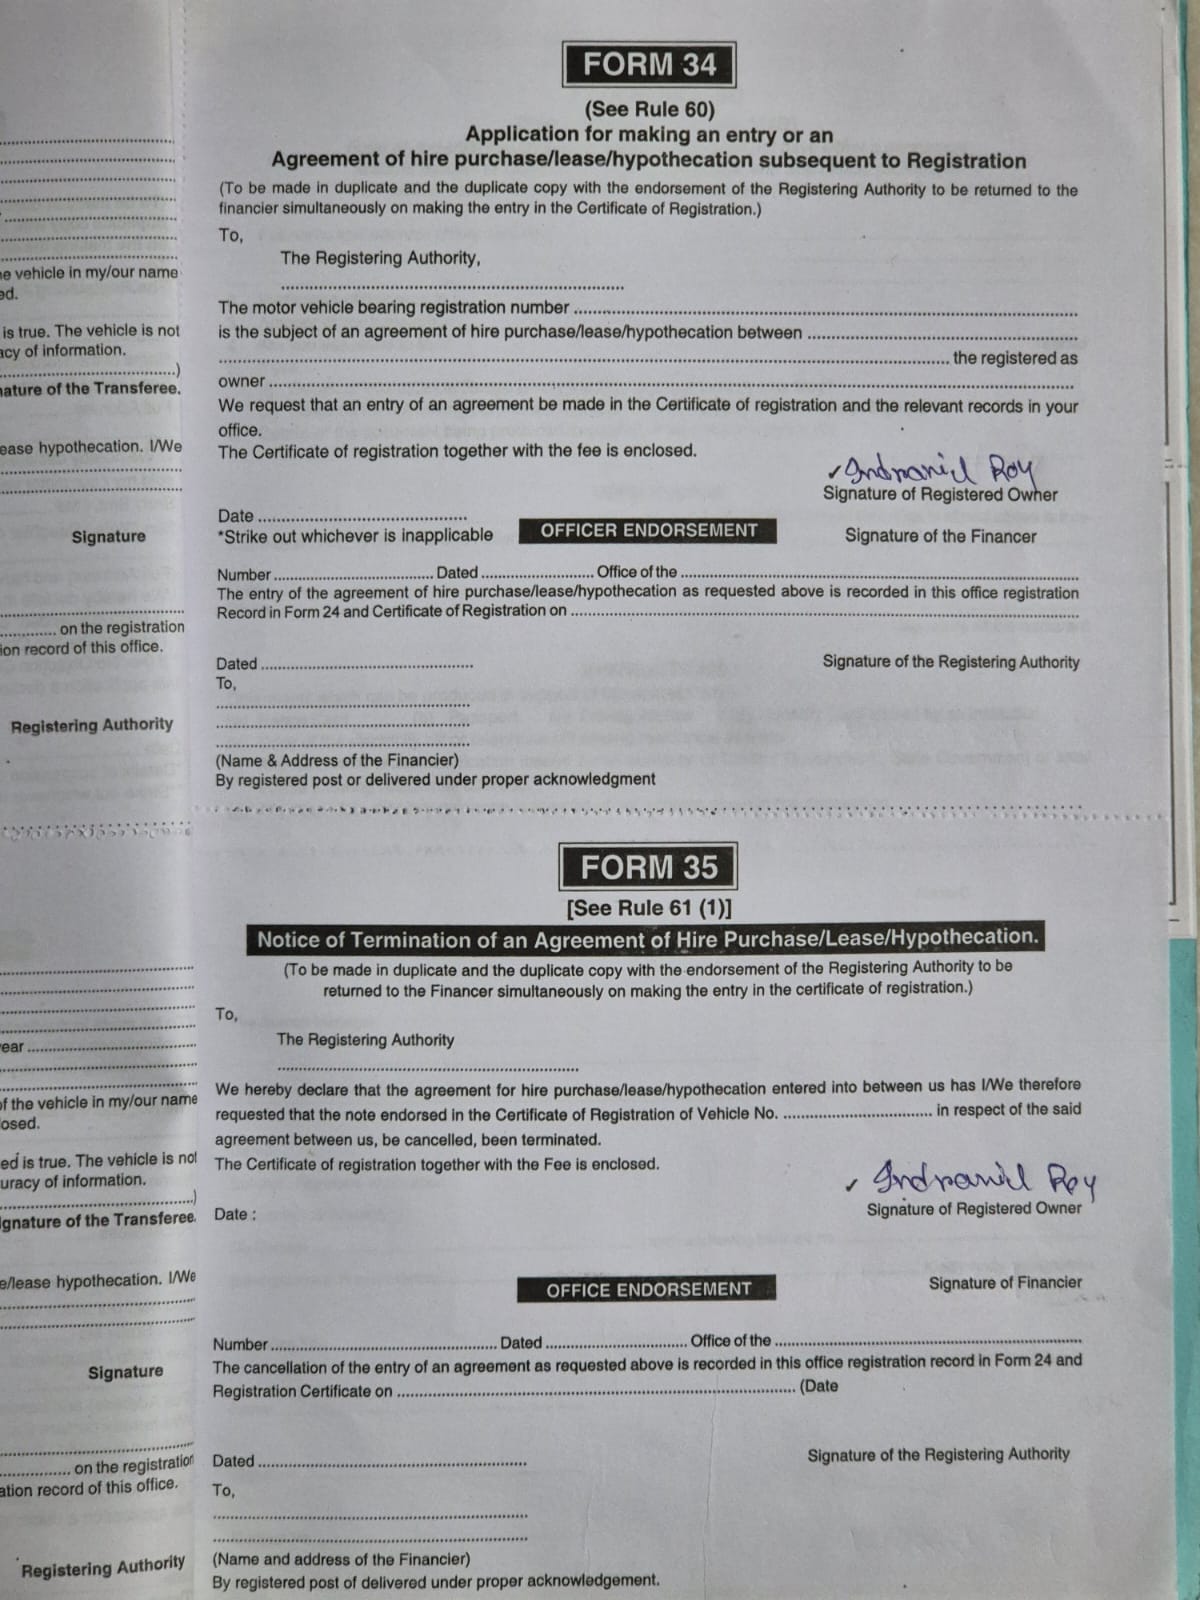 FORM 34
(See Rule 60)
Application for making an entry or an
Agreement of hire purchase/lease/hypothecation subsequent to Registration
(To be made in duplicate and the duplicate copy with the endorsement of the Registering Authority to be returned to the
financier simultaneously on making the entry in the Certificate of Registration.)
To,
The Registering Authority,
The motor vehicle bearing registration number
is the subject of an agreement of hire purchase/lease/hypothecation between
the registered as
owner
We request that an entry of an agreement be made in the Certificate of registration and the relevant records in your
office.
The Certificate of registration together with the fee is enclosed.
✓ Indraniel Roy
Signature of Registered Owner
Date
*Strike out whichever is inapplicable OFFICER ENDORSEMENT Signature of the Financer
Number Dated Office of the
The entry of the agreement of hire purchase/lease/hypothecation as requested above is recorded in this office registration
Record in Form 24 and Certificate of Registration on
Dated Signature of the Registering Authority
To,
(Name & Address of the Financier)
By registered post or delivered under proper acknowledgment
FORM 35
[See Rule 61 (1)]
Notice of Termination of an Agreement of Hire Purchase/Lease/Hypothecation.
(To be made in duplicate and the duplicate copy with the endorsement of the Registering Authority to be
returned to the Financer simultaneously on making the entry in the certificate of registration.)
To,
The Registering Authority
We hereby declare that the agreement for hire purchase/lease/hypothecation entered into between us has I/We therefore
requested that the note endorsed in the Certificate of Registration of Vehicle No. in respect of the said
agreement between us, be cancelled, been terminated.
The Certificate of registration together with the Fee is enclosed.
✓ Indraniel Roy
Date : Signature of Registered Owner
OFFICE ENDORSEMENT Signature of Financier
Number Dated Office of the
The cancellation of the entry of an agreement as requested above is recorded in this office registration record in Form 24 and
Registration Certificate on (Date
Dated Signature of the Registering Authority
To,
(Name and address of the Financier)
By registered post of delivered under proper acknowledgement.
vehicle in my/our name
is true. The vehicle is not
of information.
of the Transferee.
hypothecation. I/We
Signature
on the registration
record of this office.
Registering Authority
of the vehicle in my/our name
is true. The vehicle is not
of information.
of the Transferee.
hypothecation. I/We
Signature
on the registration
record of this office.
Registering Authority